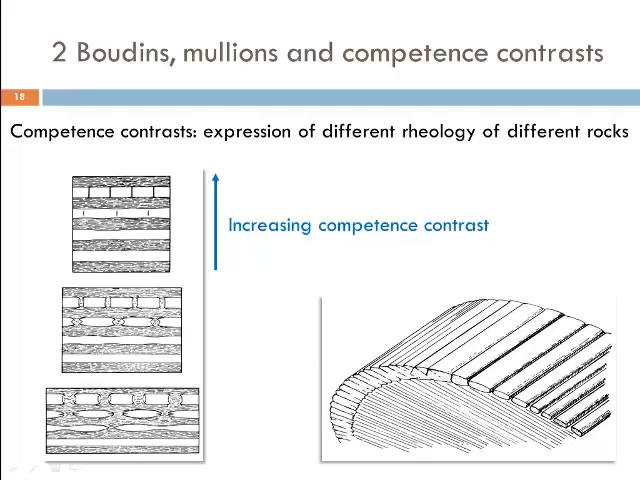 2 Boudins, mullions and competence contrasts
18
Competence contrasts: expression of different rheology of different rocks
Increasing competence contrast